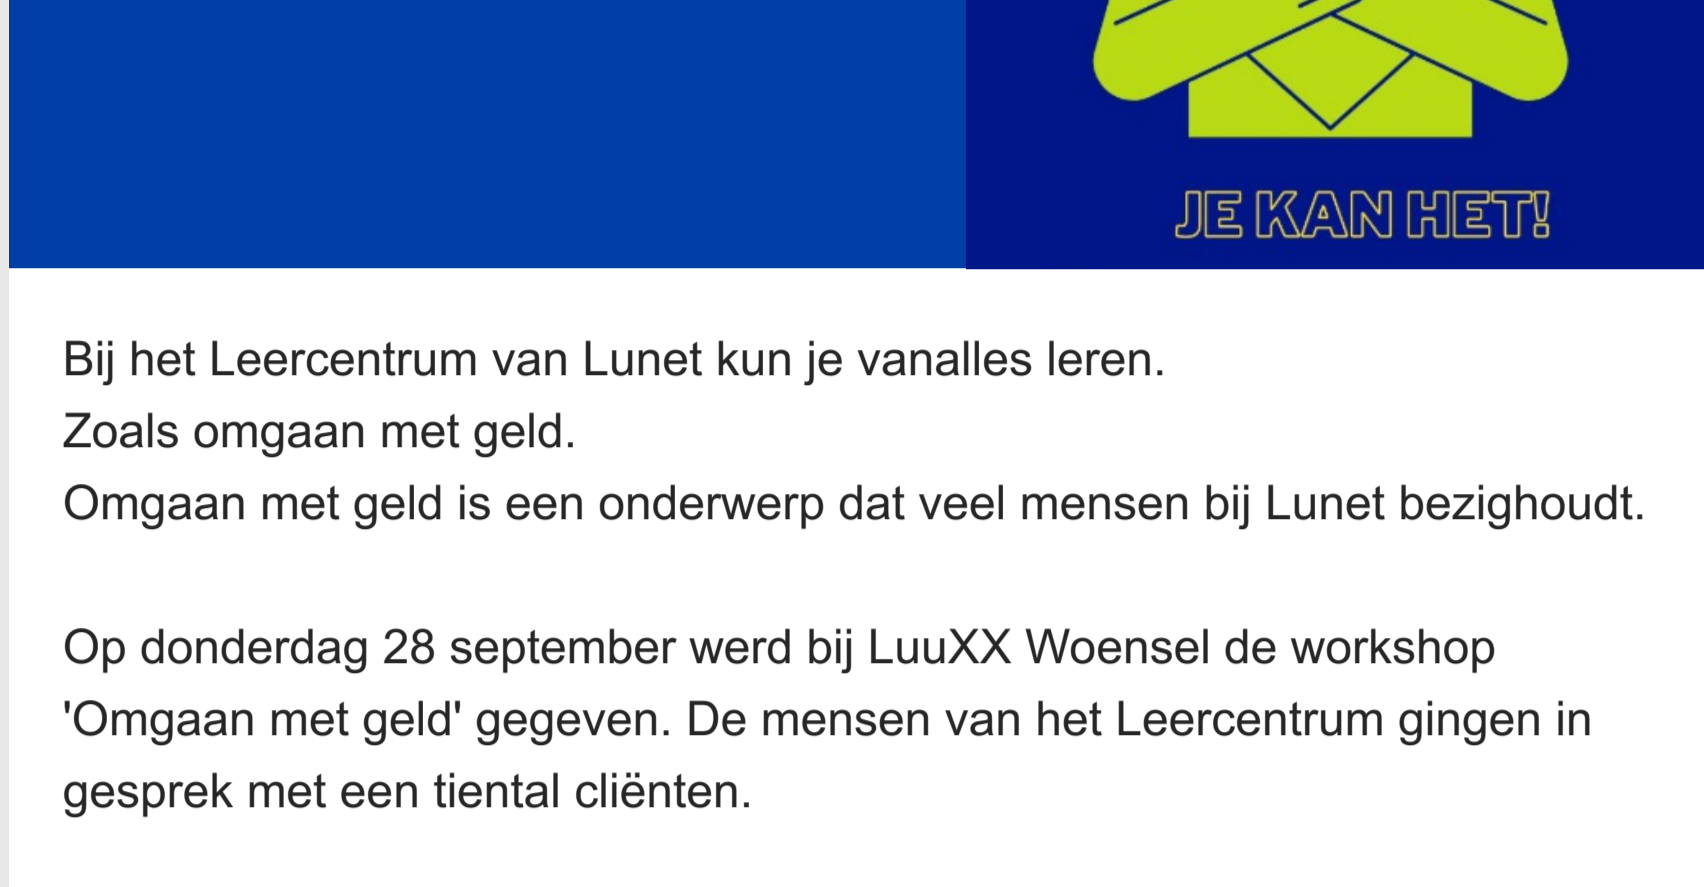 JE KAN HET!
Bij het Leercentrum van Lunet kun je vanalles leren.
Zoals omgaan met geld.
Omgaan met geld is een onderwerp dat veel mensen bij Lunet bezighoudt.
Op donderdag 28 september werd bij LuuXX Woensel de workshop
'Omgaan met geld' gegeven. De mensen van het Leercentrum gingen in
gesprek met een tiental cliënten.